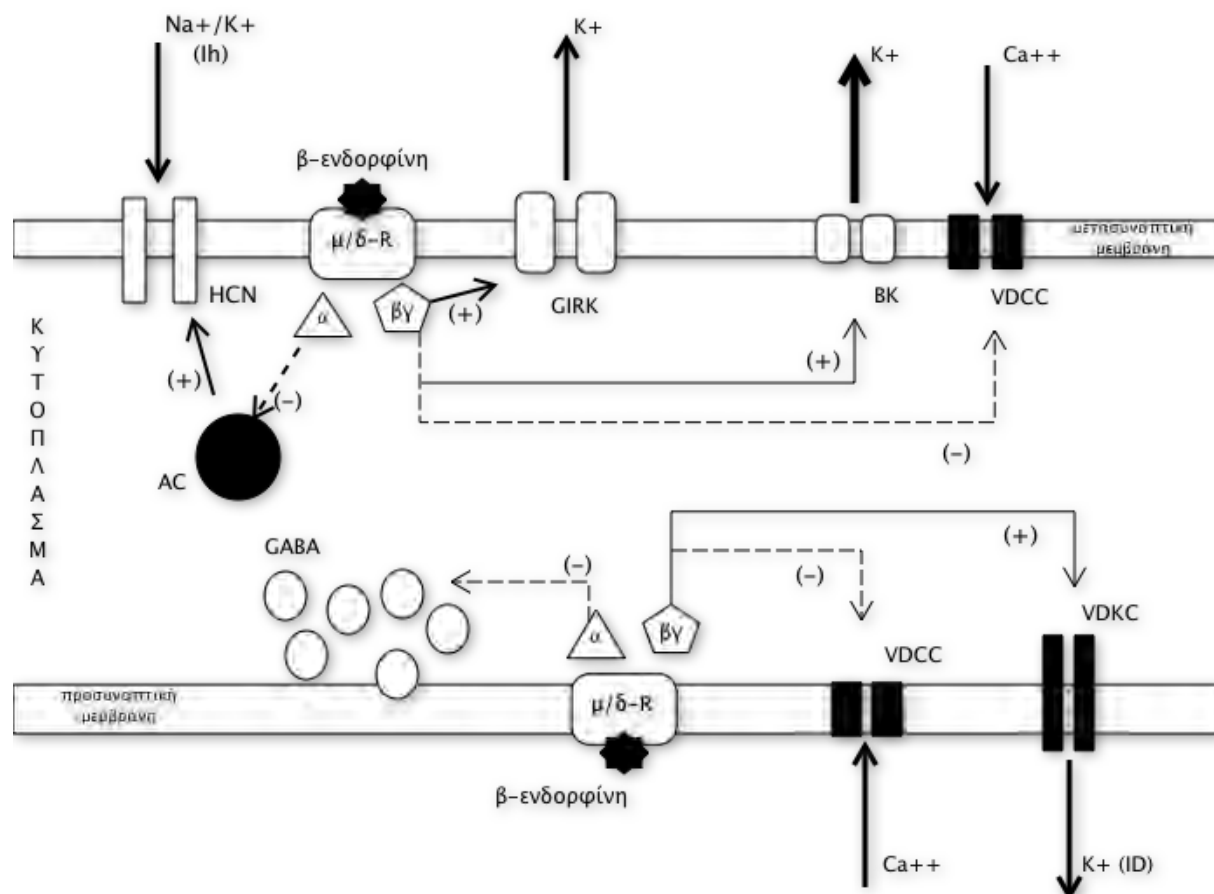 Na+/K+
(Ih)
K+
K+
Ca++
β-ενδορφίνη
μ/δ-R
μετασυναπτική
μεμβράνη
HCN
α
βγ
(+)
GIRK
BK
VDCC
ΚΥΤΟΠΛΑΣΜΑ
(+)
(-)
(+)
(-)
AC
GABA
(-)
(-)
(+)
α
βγ
VDCC
VDKC
προσυναπτική
μεμβράνη
μ/δ-R
β-ενδορφίνη
Ca++
K+ (ID)